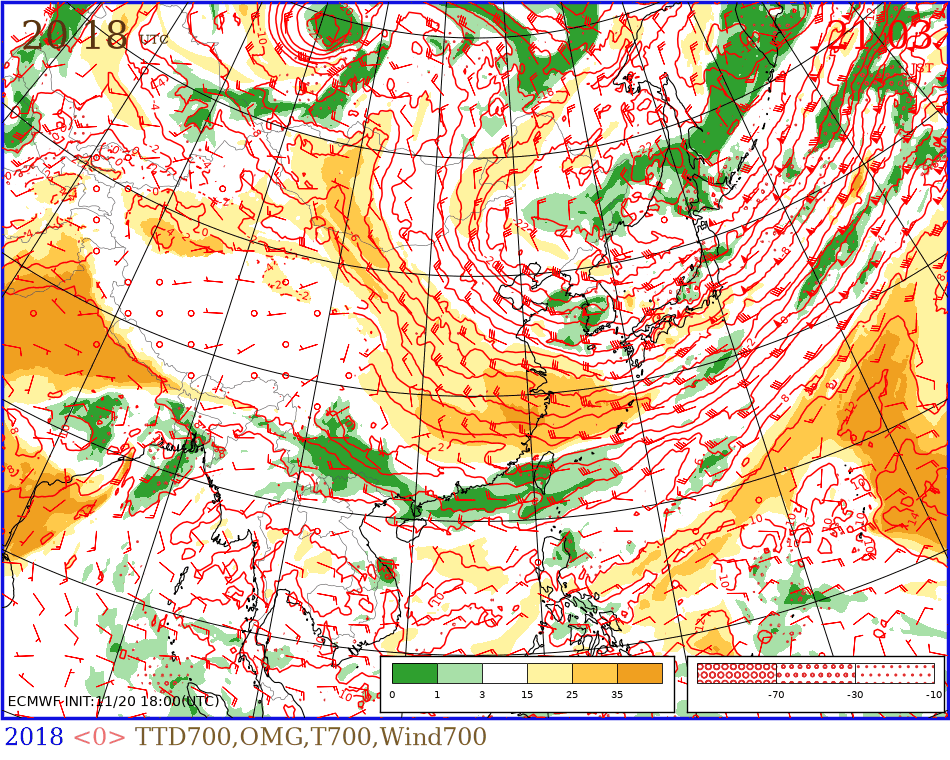 20.18 UTC
21.03
JST
ECMWF-INIT:11/20 18:00(UTC)
0 1 3 15 25 35
-70 -30 -10
2018 <0> TTD700,OMG,T700,Wind700